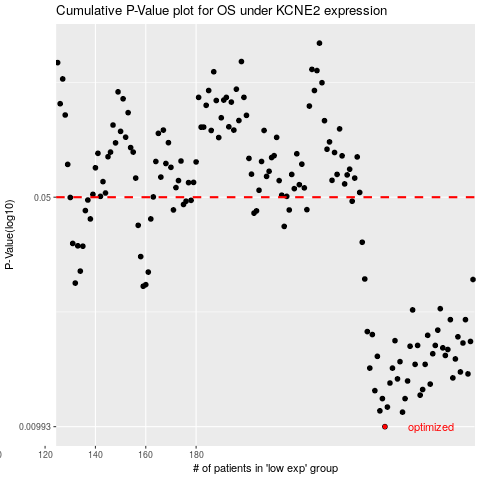 Cumulative P-Value plot for OS under KCNE2 expression
P-Value(log10)
0.05
0.00993
optimized
0 120 140 160 180
# of patients in 'low exp' group